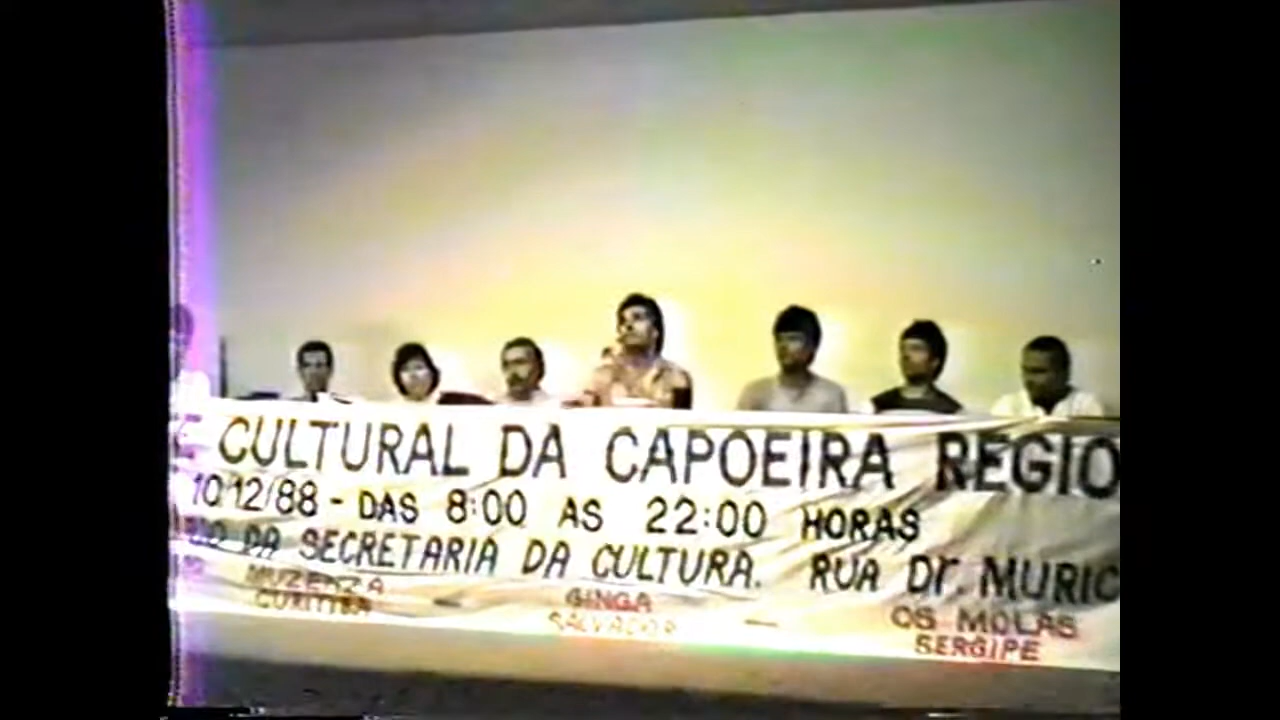 E CULTURAL DA CAPOEIRA REGIO
10/12/88 - DAS 8:00 AS 22:00 HORAS
DA SECRETARIA DA CULTURA. RUA Dr. MURIC
MUZENZA GINGA OS MOLAS
CURITIBA SALVADOR SERGIPE